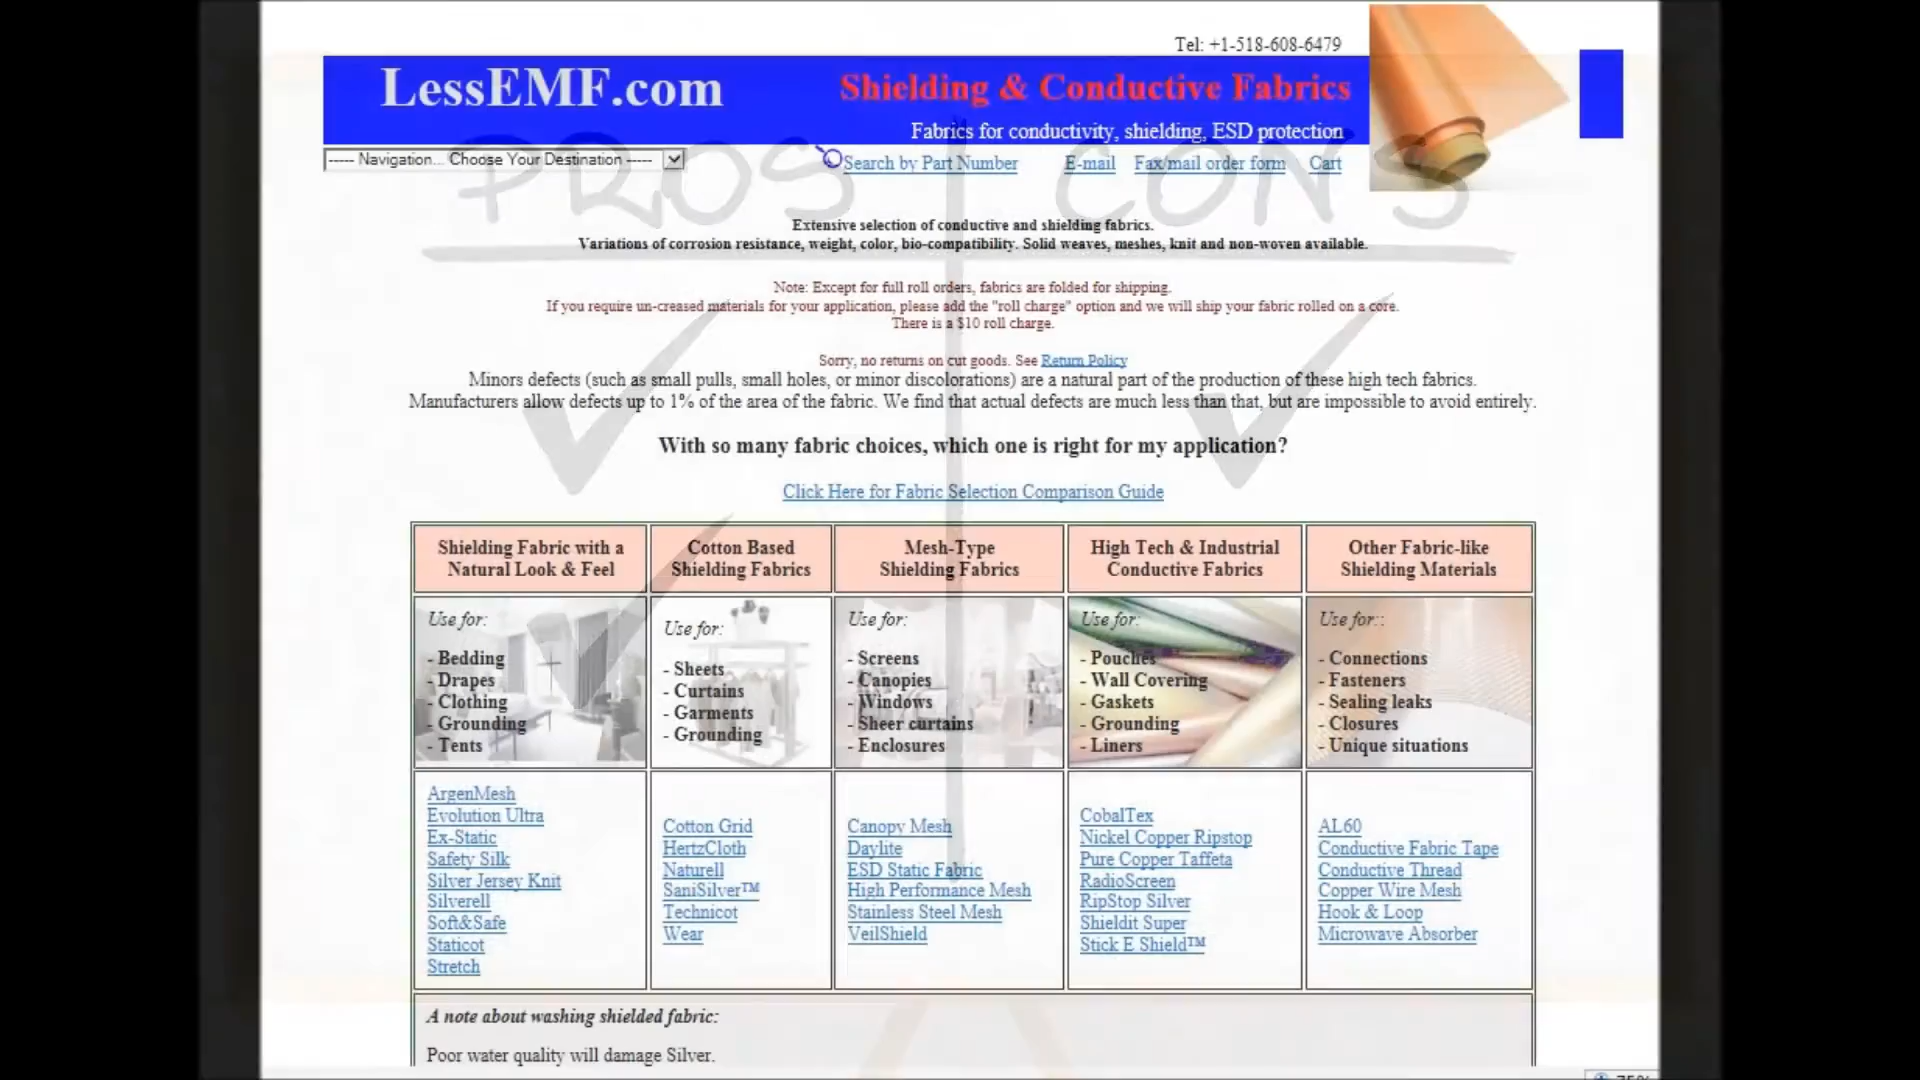 Tel: +1-518-608-6479
LessEMF.com
Shielding & Conductive Fabrics
Fabrics for conductivity, shielding, ESD protection
----- Navigation... Choose Your Destination -----
Search by Part Number E-mail Fax/mail order form Cart
PROS CONS
Extensive selection of conductive and shielding fabrics.
Variations of corrosion resistance, weight, color, bio-compatibility. Solid weaves, meshes, knit and non-woven available.
Note: Except for full roll orders, fabrics are folded for shipping.
If you require un-creased materials for your application, please add the "roll charge" option and we will ship your fabric rolled on a core.
There is a $10 roll charge.
Sorry, no returns on cut goods. See Return Policy
Minors defects (such as small pulls, small holes, or minor discolorations) are a natural part of the production of these high tech fabrics.
Manufacturers allow defects up to 1% of the area of the fabric. We find that actual defects are much less than that, but are impossible to avoid entirely.
With so many fabric choices, which one is right for my application?
Click Here for Fabric Selection Comparison Guide
Shielding Fabric with a
Natural Look & Feel
Use for:
- Bedding
- Drapes
- Clothing
- Grounding
- Tents
ArgenMesh
Evolution Ultra
Ex-Static
Safety Silk
Silver Jersey Knit
Silverell
Soft&Safe
Staticot
Stretch
Cotton Based
Shielding Fabrics
Use for:
- Sheets
- Curtains
- Garments
- Grounding
Cotton Grid
HertzCloth
Naturell
SaniSilver™
Technicot
Wear
Mesh-Type
Shielding Fabrics
Use for:
- Screens
- Canopies
- Windows
- Sheer curtains
- Enclosures
Canopy Mesh
Daylite
ESD Static Fabric
High Performance Mesh
Stainless Steel Mesh
VeilShield
High Tech & Industrial
Conductive Fabrics
Use for:
- Pouches
- Wall Covering
- Gaskets
- Grounding
- Liners
CobalTex
Nickel Copper Ripstop
Pure Copper Taffeta
RadioScreen
RipStop Silver
Shieldit Super
Stick E Shield™
Other Fabric-like
Shielding Materials
Use for::
- Connections
- Fasteners
- Sealing leaks
- Closures
- Unique situations
AL60
Conductive Fabric Tape
Conductive Thread
Copper Wire Mesh
Hook & Loop
Microwave Absorber
A note about washing shielded fabric:
Poor water quality will damage Silver.